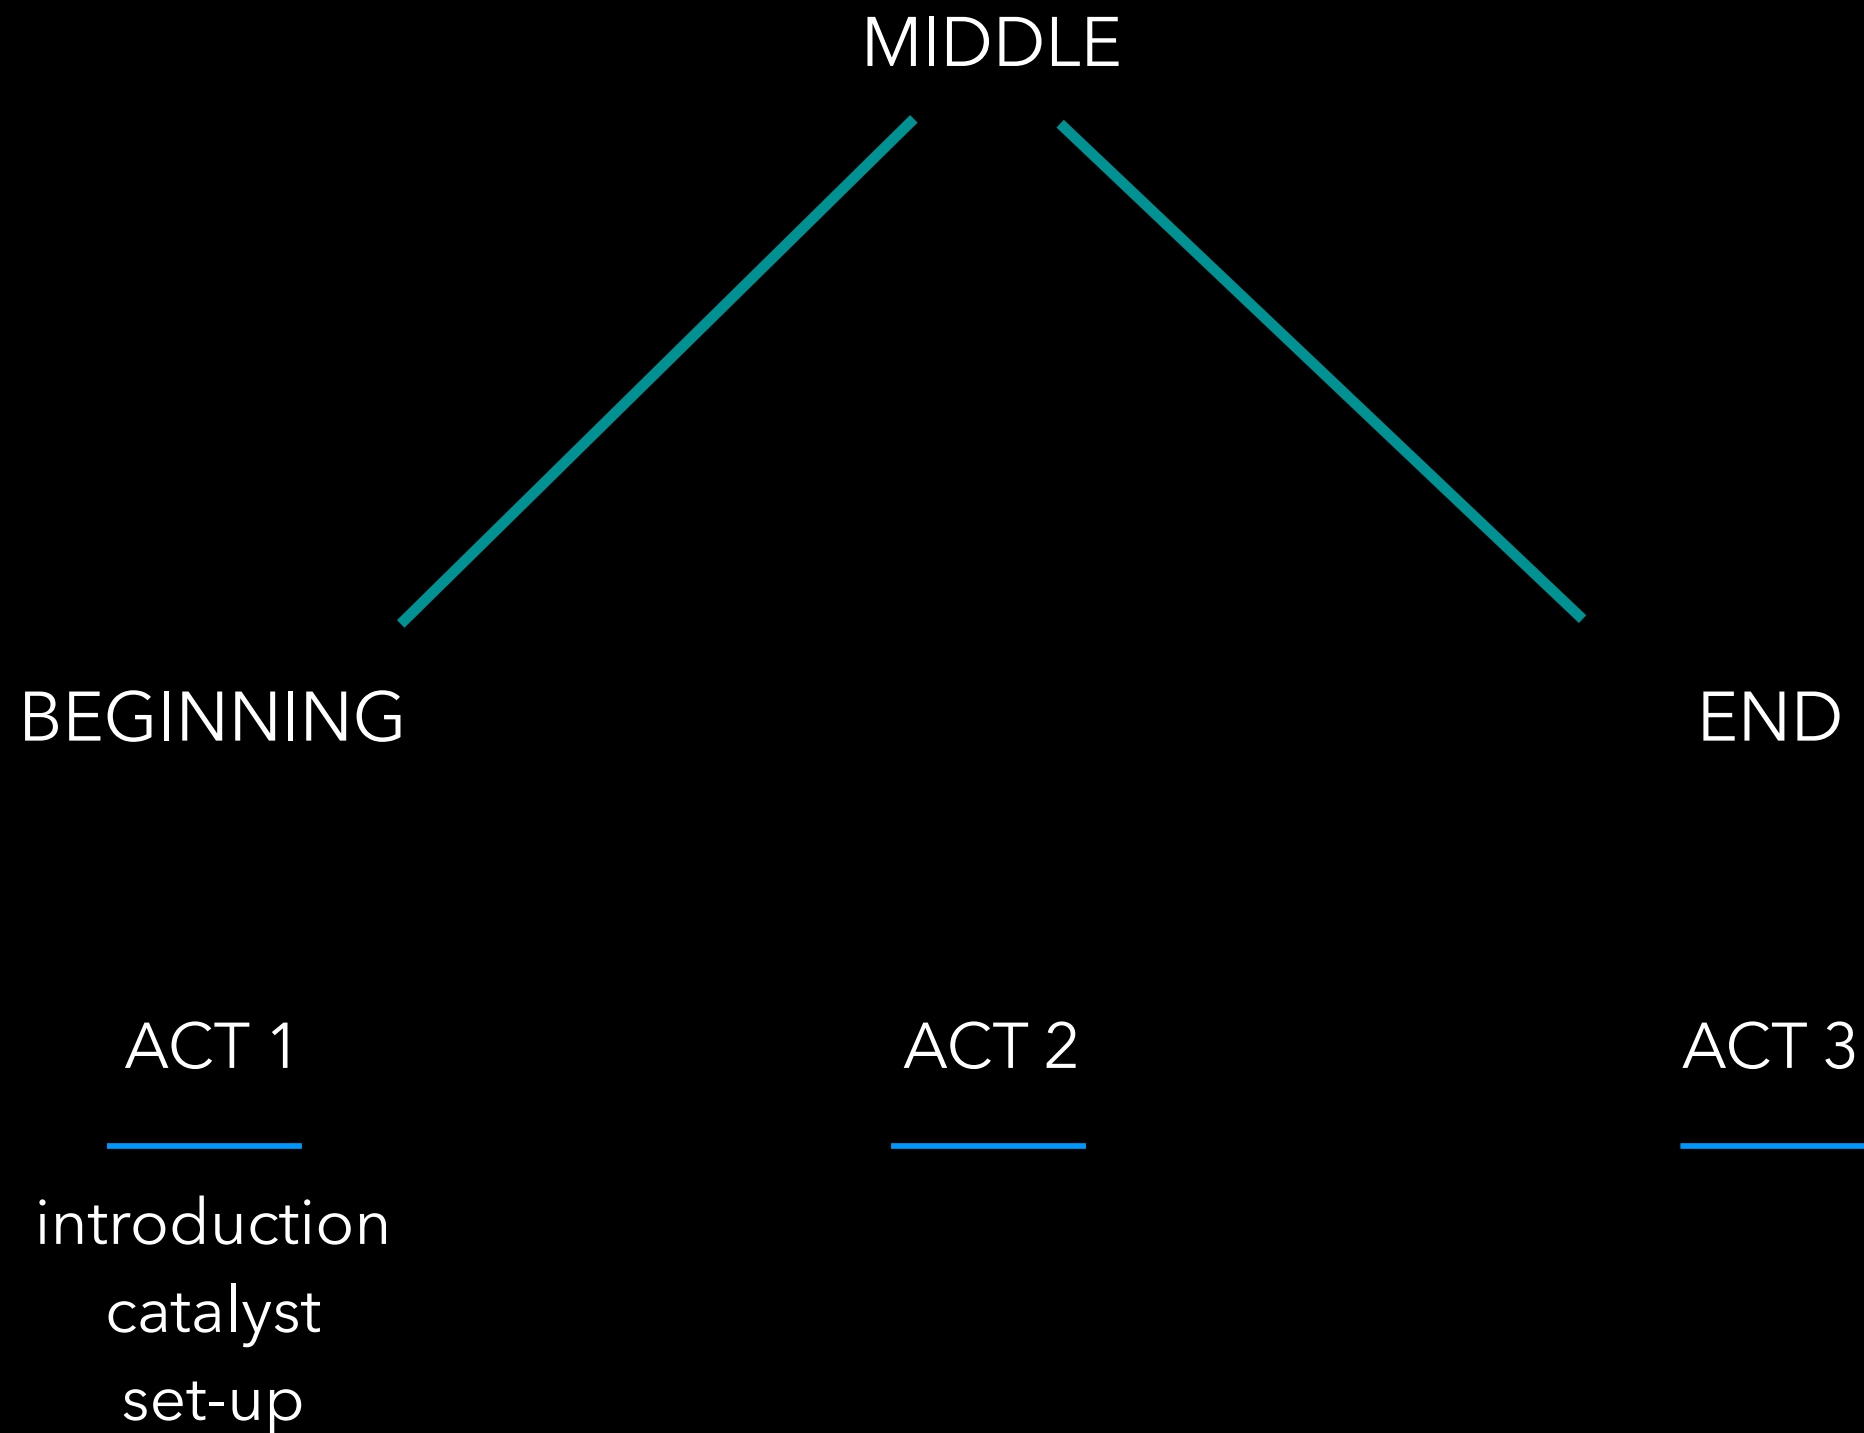 MIDDLE
BEGINNING
END
ACT 1
ACT 2
ACT 3
introduction
catalyst
set-up